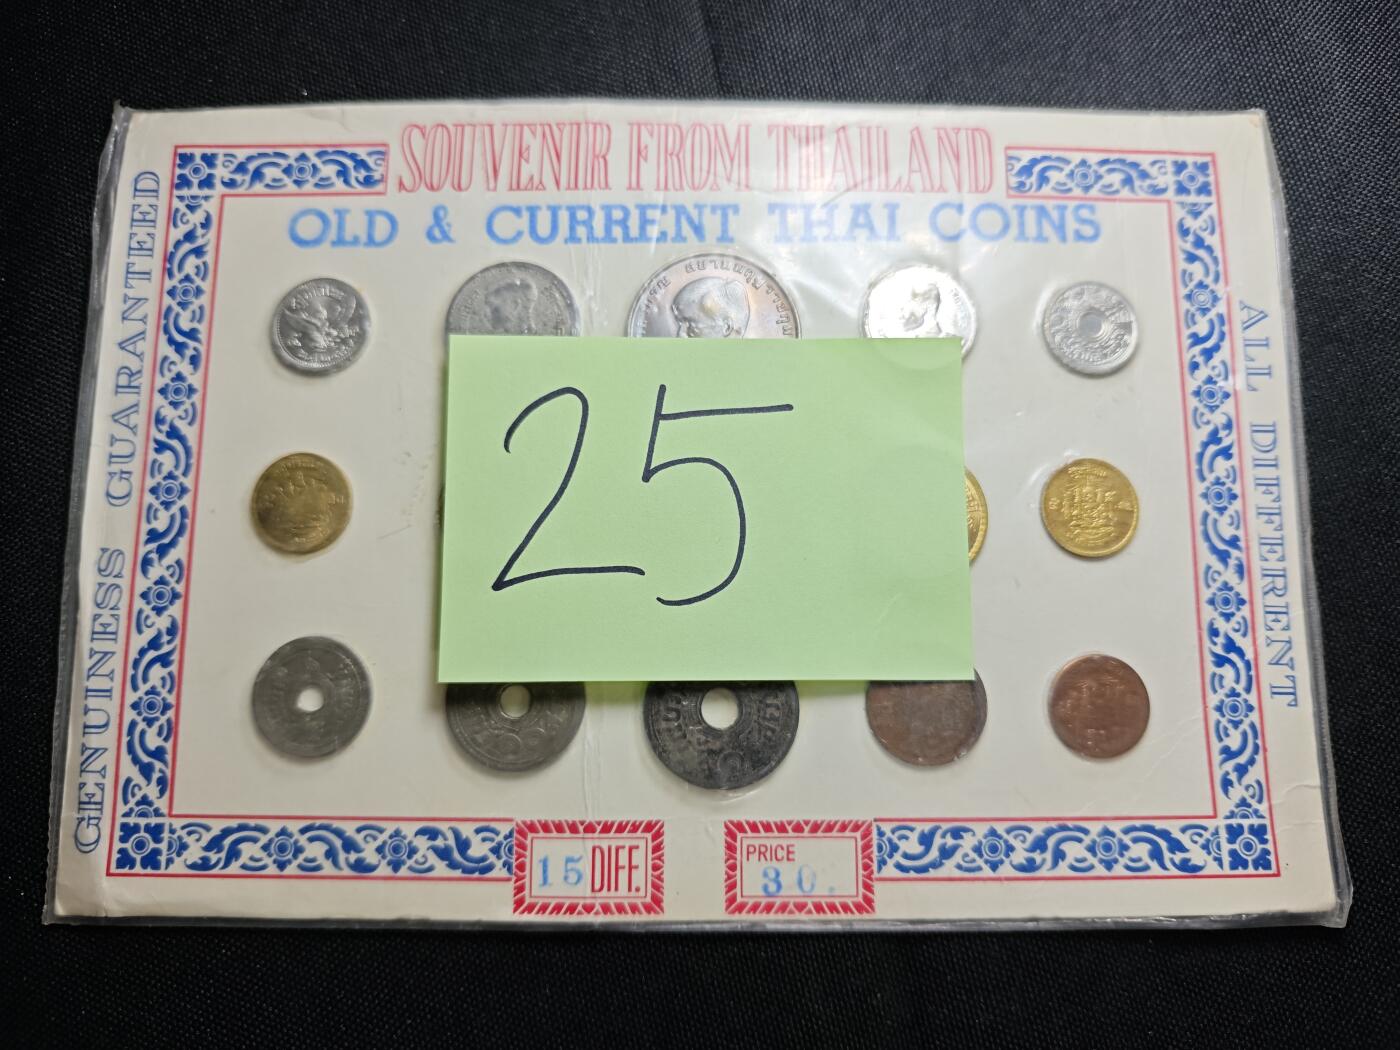 SOUVENIR FROM THAILAND
OLD & CURRENT THAI COINS
GENUINESS GUARANTEED
ALL DIFFERENT
25
15 DIFF.
PRICE
30.